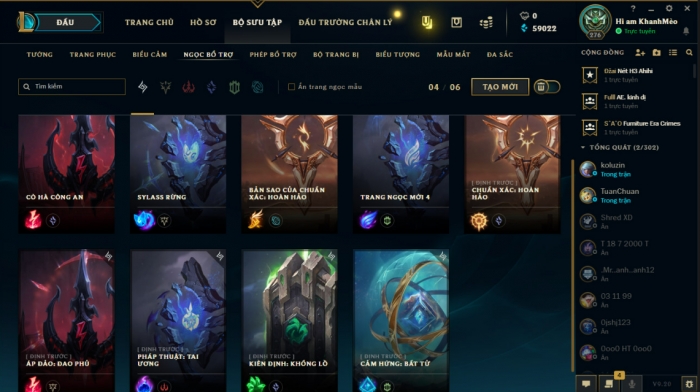 ĐẤU
TRANG CHỦ
HỒ SƠ
BỘ SƯU TẬP
ĐẤU TRƯỜNG CHÂN LÝ
0
59022
Hi am KhanhMèo
Trực tuyến
276
TƯỚNG
TRANG PHỤC
BIỂU CẢM
NGỌC BỔ TRỢ
PHÉP BỔ TRỢ
BỘ TRANG BỊ
BIỂU TƯỢNG
MẪU MẮT
ĐA SẮC
CỘNG ĐỒNG
Tìm kiếm
Ẩn trang ngọc mẫu
04 / 06
TẠO MỚI
Đảai Nét H3 Ahihi
1 trực tuyến
Fulll AE. kinh dị
1 trực tuyến
S¨A¨D Furniture Era Crimes
1 trực tuyến
TỔNG QUÁT (2/302)
CÔ HÀ CÔNG AN
SYLASS RỪNG
BẢN SAO CỦA CHUẨN
XÁC: HOÀN HẢO
TRANG NGỌC MỚI 4
[ ĐỊNH TRƯỚC ]
CHUẨN XÁC: HOÀN
HẢO
koluzin
Trong trận
TuanChuan
Trong trận
Shred XD
Ẩn
T 18 7 2000 T
Ẩn
.Mr._anh_.anh12
Ẩn
03 11 99
Ẩn
0jshj123
Ẩn
0oo0 HT 0oo0
Ẩn
[ ĐỊNH TRƯỚC ]
ÁP ĐẢO: ĐAO PHỦ
[ ĐỊNH TRƯỚC ]
PHÁP THUẬT: TAI
ƯƠNG
[ ĐỊNH TRƯỚC ]
KIÊN ĐỊNH: KHỔNG LỒ
[ ĐỊNH TRƯỚC ]
CẢM HỨNG: BẤT TỬ
4
V9.20